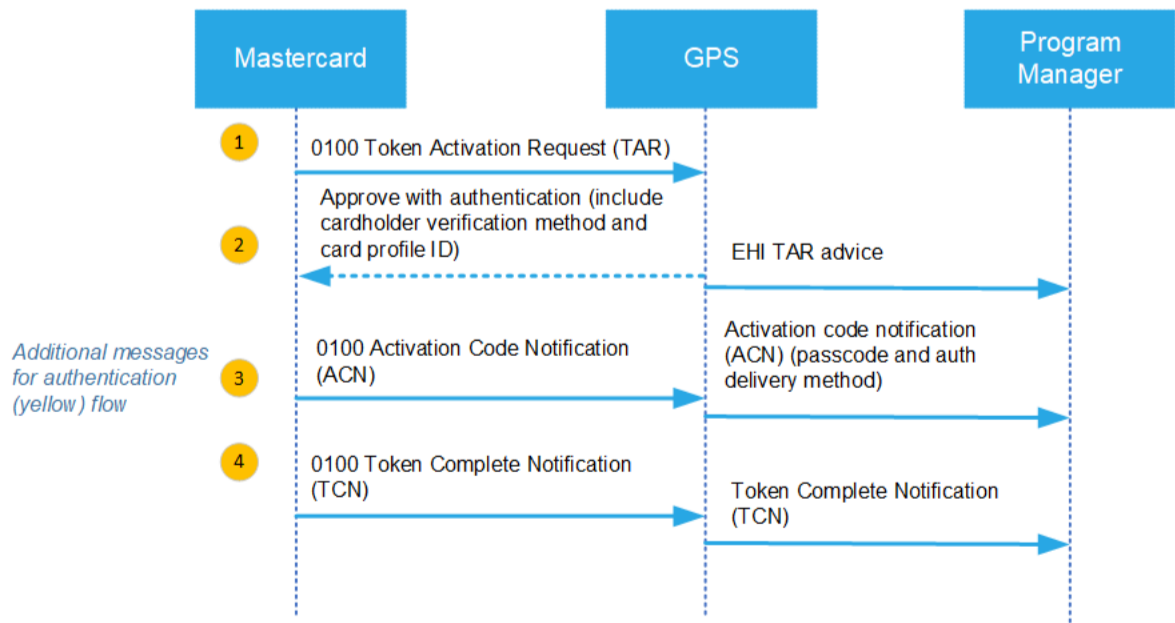 Mastercard
GPS
Program
Manager
1
0100 Token Activation Request (TAR)
Approve with authentication (include
cardholder verification method and
card profile ID)
2
EHI TAR advice
Additional messages
for authentication
(yellow) flow
3
0100 Activation Code Notification
(ACN)
Activation code notification
(ACN) (passcode and auth
delivery method)
4
0100 Token Complete Notification
(TCN)
Token Complete Notification
(TCN)